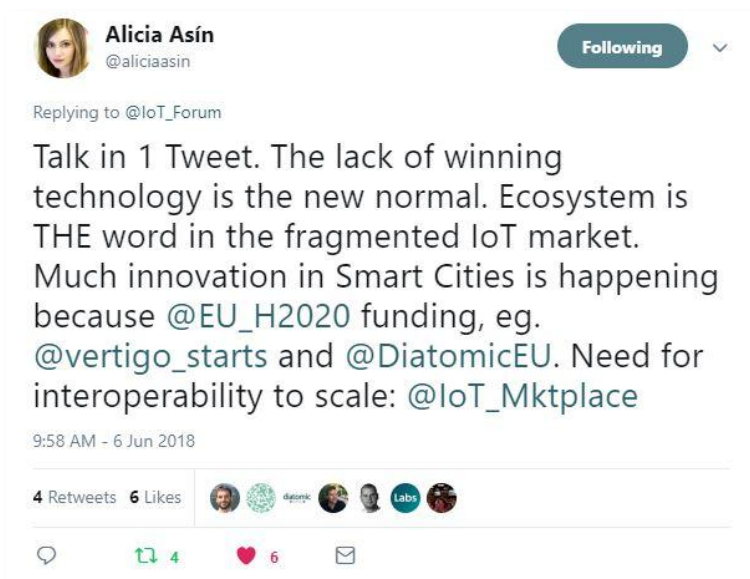 Alicia Asín
@aliciaasin
Following
Replying to @IoT_Forum
Talk in 1 Tweet. The lack of winning
technology is the new normal. Ecosystem is
THE word in the fragmented IoT market.
Much innovation in Smart Cities is happening
because @EU_H2020 funding, eg.
@vertigo_starts and @DiatomicEU. Need for
interoperability to scale: @IoT_Mktplace
9:58 AM - 6 Jun 2018
4 Retweets 6 Likes
diatomic
Labs
4 6